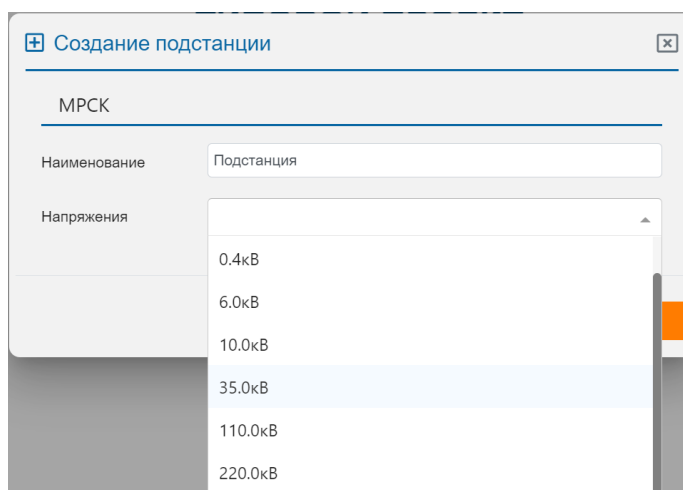 Создание подстанции
МРСК
Наименование
Подстанция
Напряжения
0.4кВ
6.0кВ
10.0кВ
35.0кВ
110.0кВ
220.0кВ